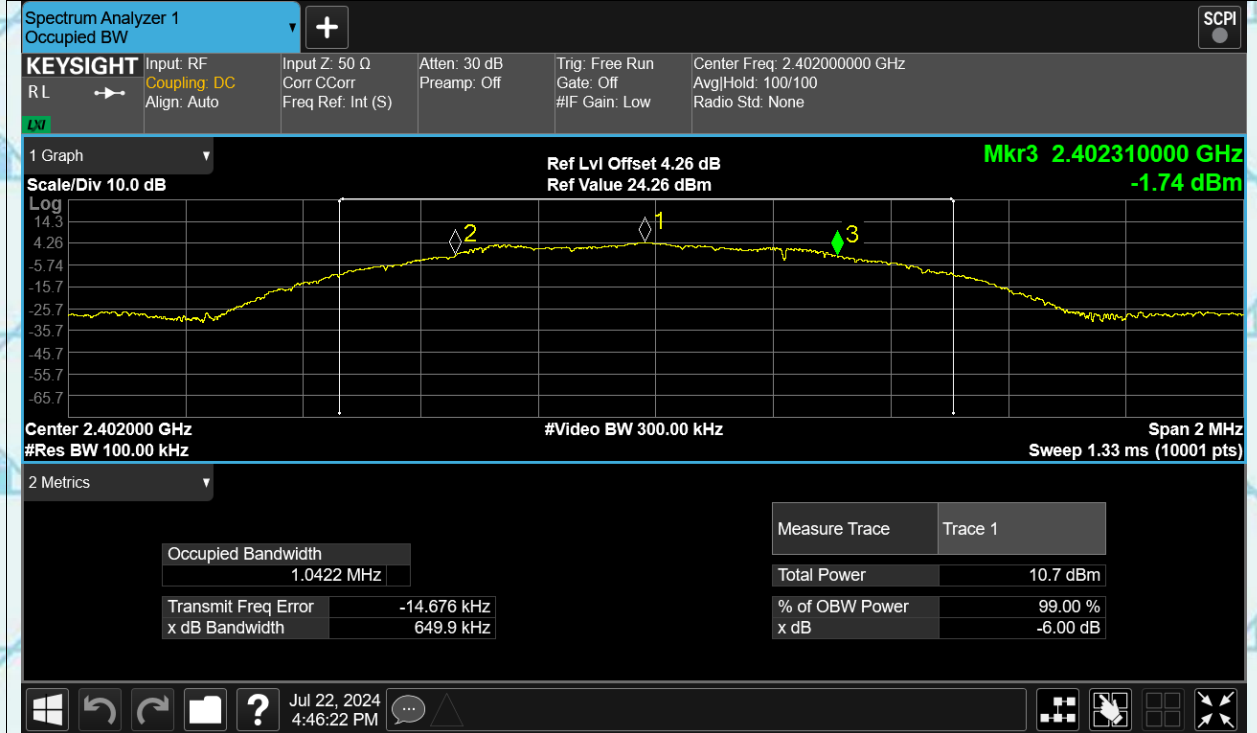 Spectrum Analyzer 1
Occupied BW
SCPI
KEYSIGHT
R L
LXI
Input: RF
Coupling: DC
Align: Auto
Input Z: 50 Ω
Corr CCorr
Freq Ref: Int (S)
Atten: 30 dB
Preamp: Off
Trig: Free Run
Gate: Off
#IF Gain: Low
Center Freq: 2.402000000 GHz
Avg|Hold: 100/100
Radio Std: None
1 Graph
Scale/Div 10.0 dB
Ref Lvl Offset 4.26 dB
Ref Value 24.26 dBm
Mkr3 2.402310000 GHz
-1.74 dBm
Log
14.3
4.26
-5.74
-15.7
-25.7
-35.7
-45.7
-55.7
-65.7
2
1
3
Center 2.402000 GHz
#Video BW 300.00 kHz
Span 2 MHz
#Res BW 100.00 kHz
Sweep 1.33 ms (10001 pts)
2 Metrics
Occupied Bandwidth
1.0422 MHz
Transmit Freq Error -14.676 kHz
x dB Bandwidth 649.9 kHz
Measure Trace Trace 1
Total Power 10.7 dBm
% of OBW Power 99.00 %
x dB -6.00 dB
Jul 22, 2024
4:46:22 PM